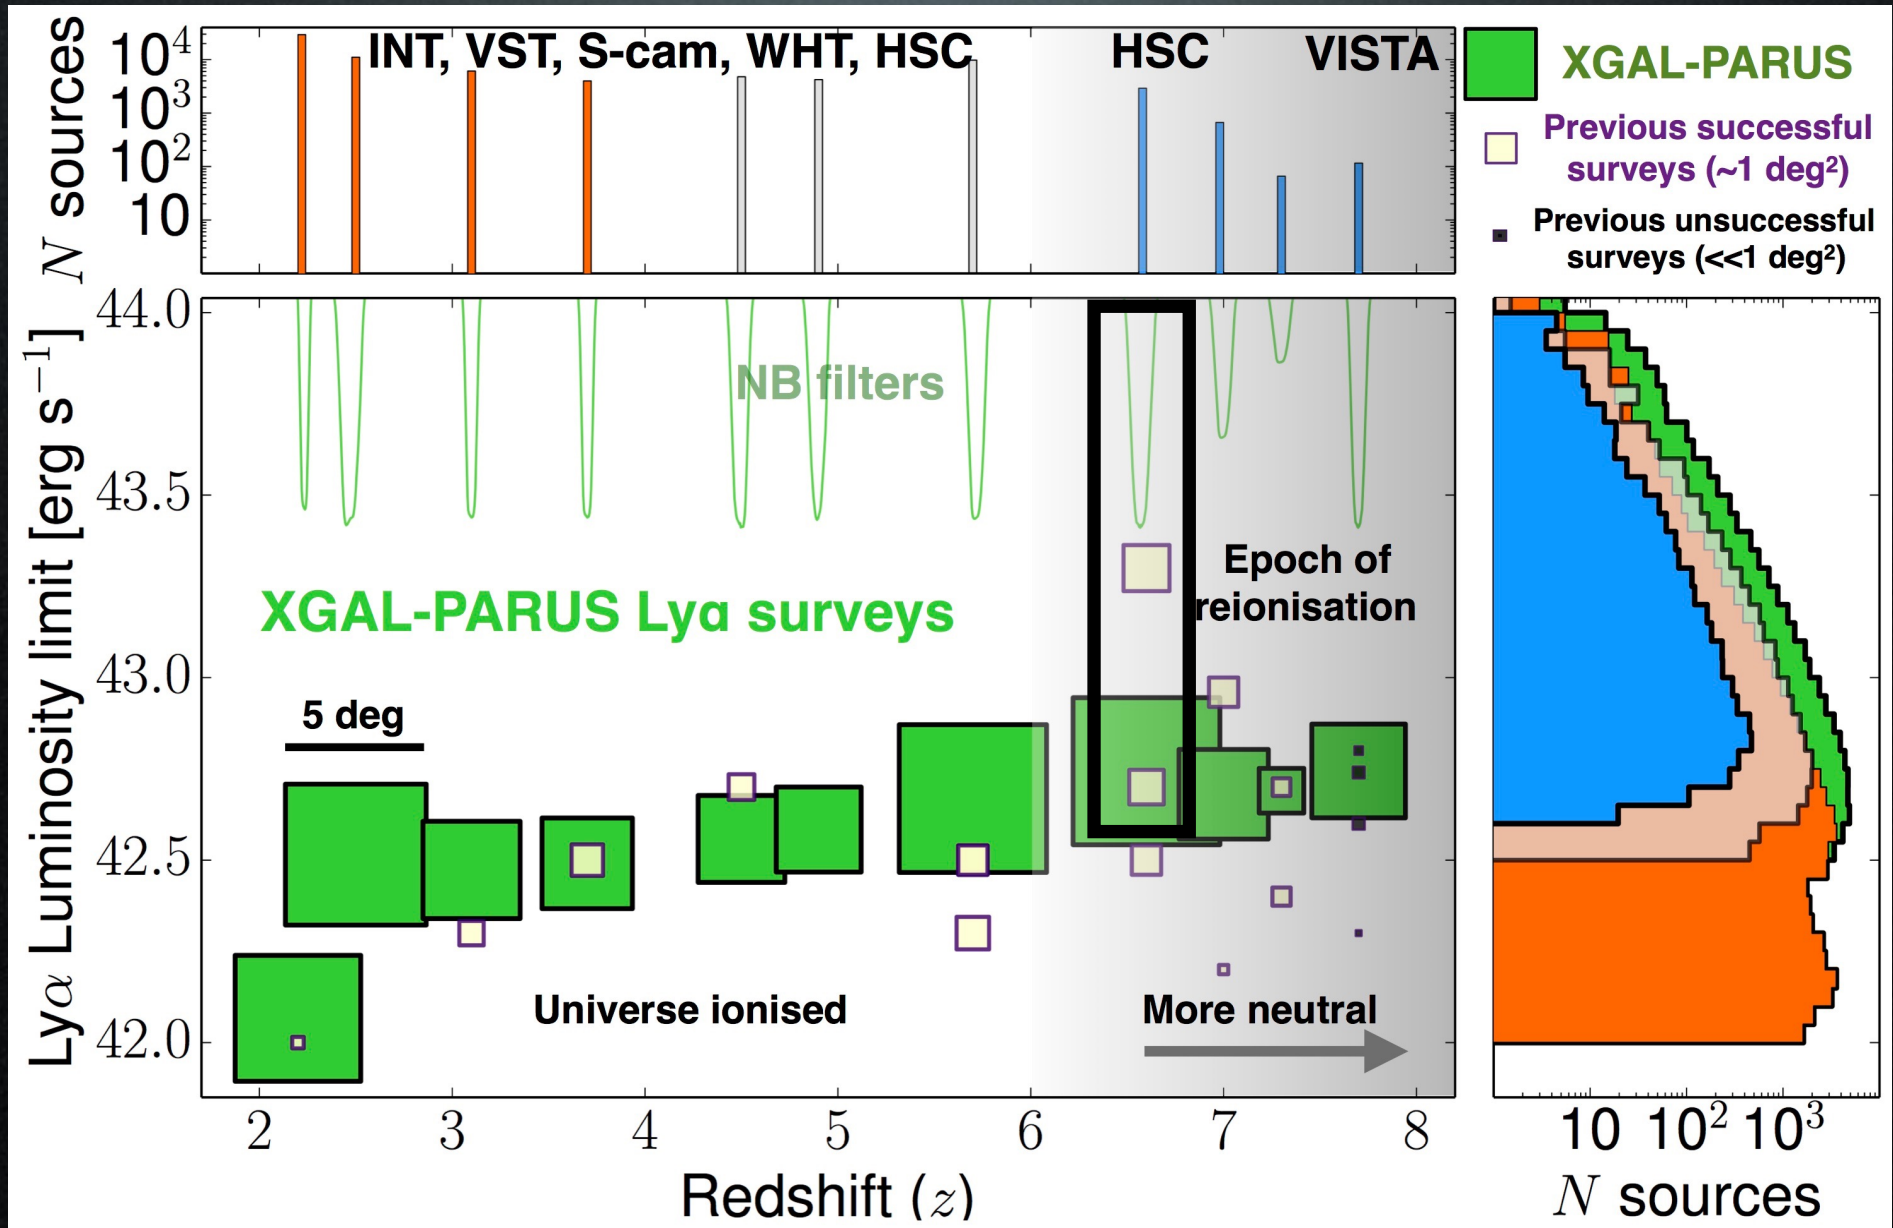 N sources
10⁴
10³
10²
10
INT, VST, S-cam, WHT, HSC
HSC
VISTA
XGAL-PARUS
Previous successful
surveys (~1 deg²)
Previous unsuccessful
surveys (<<1 deg²)
Lyα Luminosity limit [erg s⁻¹]
44.0
43.5
43.0
42.5
42.0
NB filters
Epoch of
reionisation
XGAL-PARUS Lyα surveys
5 deg
Universe ionised
More neutral
2 3 4 5 6 7 8
Redshift (z)
10 10² 10³
N sources